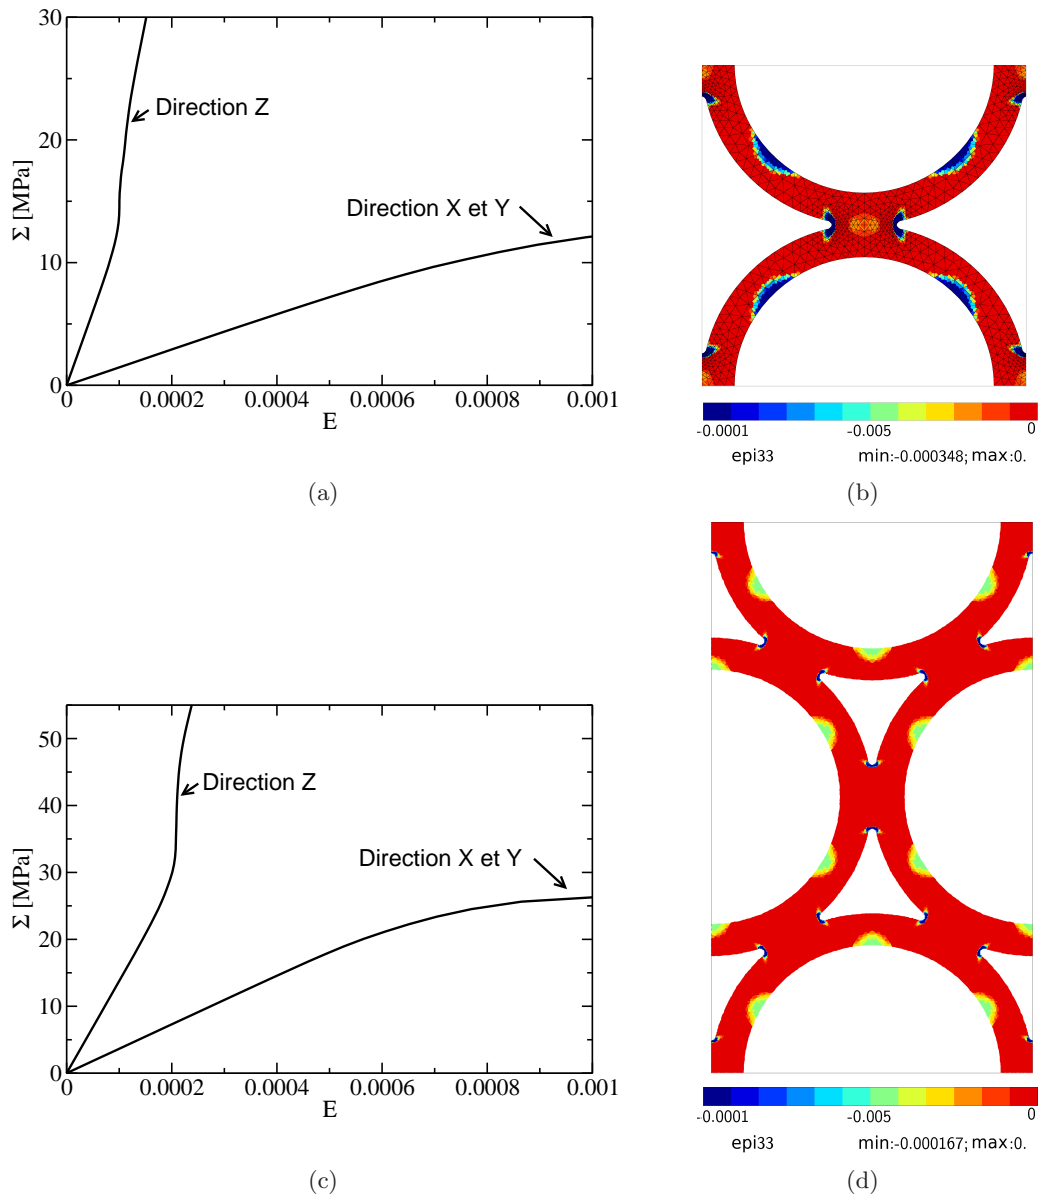 30
20
10
0
Σ [MPa]
Direction Z
Direction X et Y
0 0.0002 0.0004 0.0006 0.0008 0.001
E
(a)
-0.0001 -0.005 0
epi33 min:-0.000348; max:0.
(b)
50
40
30
20
10
0
Σ [MPa]
Direction Z
Direction X et Y
0 0.0002 0.0004 0.0006 0.0008 0.001
E
(c)
-0.0001 -0.005 0
epi33 min:-0.000167; max:0.
(d)